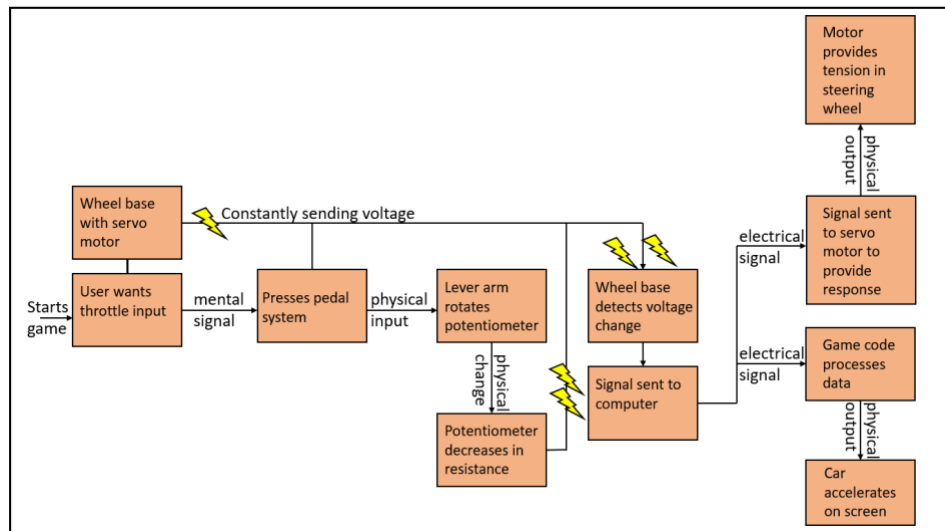 Starts
game
Wheel base
with servo
motor
User wants
throttle input
Constantly sending voltage
mental
signal
Presses pedal
system
physical
input
Lever arm
rotates
potentiometer
physical
change
Potentiometer
decreases in
resistance
Wheel base
detects voltage
change
Signal sent to
computer
electrical
signal
Signal sent
to servo
motor to
provide
response
physical
output
Motor
provides
tension in
steering
wheel
electrical
signal
Game code
processes
data
physical
output
Car
accelerates
on screen